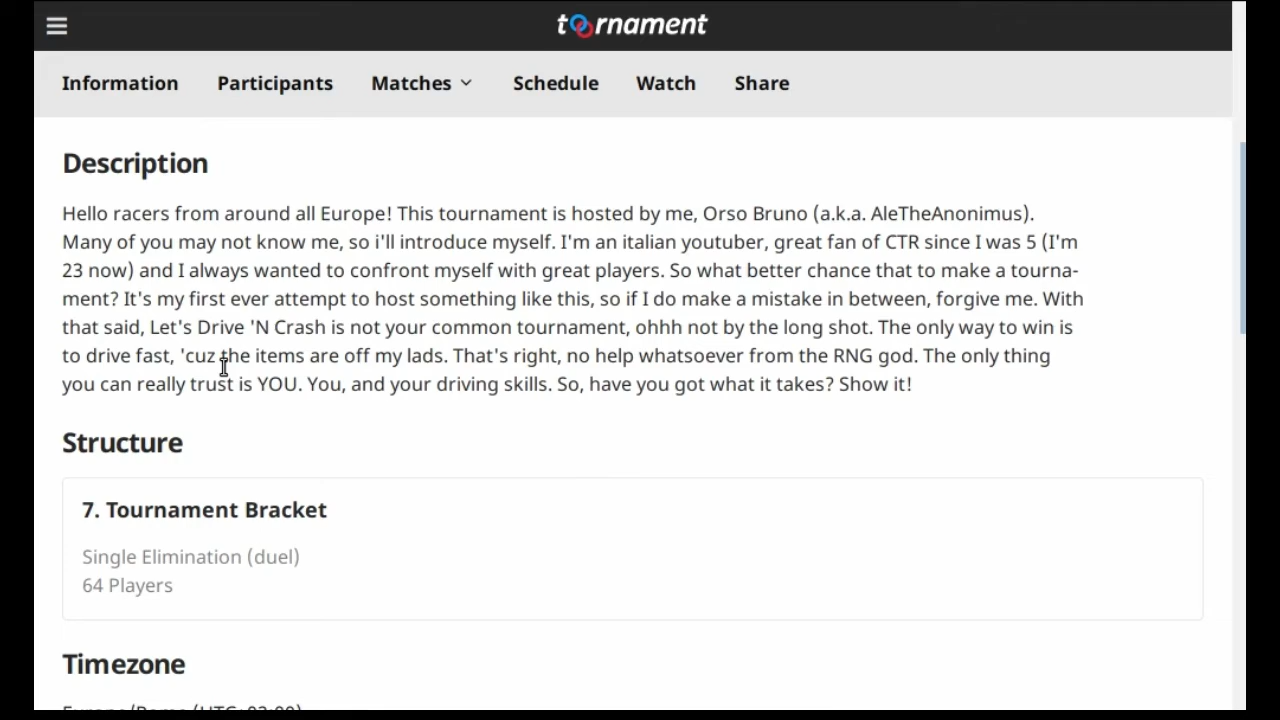 toornament
Information Participants Matches Schedule Watch Share
Description
Hello racers from around all Europe! This tournament is hosted by me, Orso Bruno (a.k.a. AleTheAnonimus).
Many of you may not know me, so i'll introduce myself. I'm an italian youtuber, great fan of CTR since I was 5 (I'm
23 now) and I always wanted to confront myself with great players. So what better chance that to make a tourna-
ment? It's my first ever attempt to host something like this, so if I do make a mistake in between, forgive me. With
that said, Let's Drive 'N Crash is not your common tournament, ohhh not by the long shot. The only way to win is
to drive fast, 'cuz the items are off my lads. That's right, no help whatsoever from the RNG god. The only thing
you can really trust is YOU. You, and your driving skills. So, have you got what it takes? Show it!
Structure
7. Tournament Bracket
Single Elimination (duel)
64 Players
Timezone
Europe/Rome (UTC+02:00)